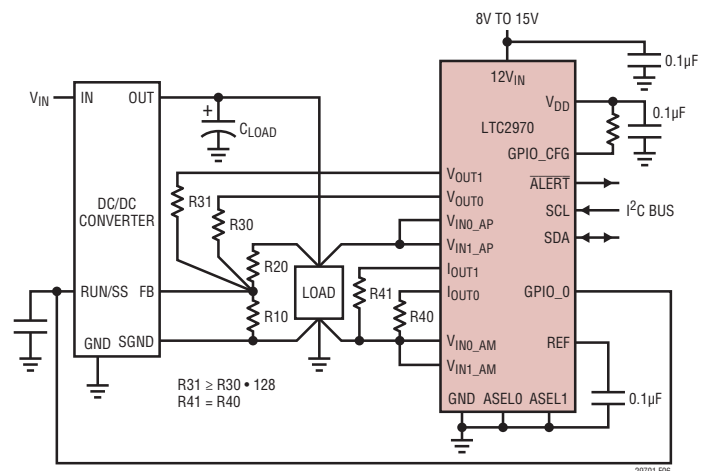 8V TO 15V
0.1µF
12V_IN
V_IN
IN
OUT
+
C_LOAD
V_DD
0.1µF
LTC2970
GPIO_CFG
V_OUT1
ALERT
R31
V_OUT0
DC/DC
CONVERTER
R30
SCL
I²C BUS
V_IN0_AP
SDA
V_IN1_AP
R20
I_OUT1
RUN/SS
FB
LOAD
R41
I_OUT0
GPIO_0
R10
R40
GND
SGND
V_IN0_AM
REF
V_IN1_AM
R31 ≥ R30 • 128
R41 = R40
0.1µF
GND
ASEL0
ASEL1
29701 F06